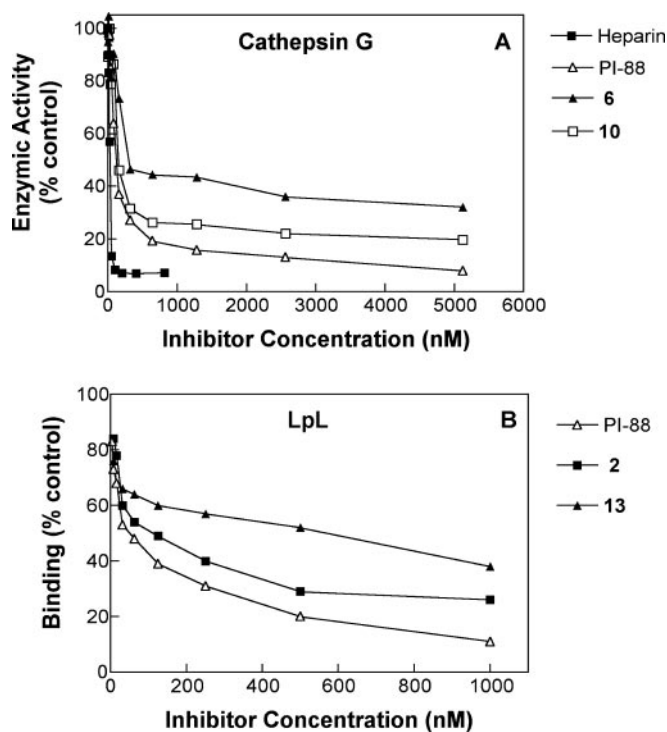 Cathepsin G
A
Heparin
PI-88
6
10
Enzymic Activity
(% control)
100
80
60
40
20
0
0
1000
2000
3000
4000
5000
6000
Inhibitor Concentration (nM)
LpL
B
PI-88
2
13
Binding (% control)
100
80
60
40
20
0
0
200
400
600
800
1000
Inhibitor Concentration (nM)